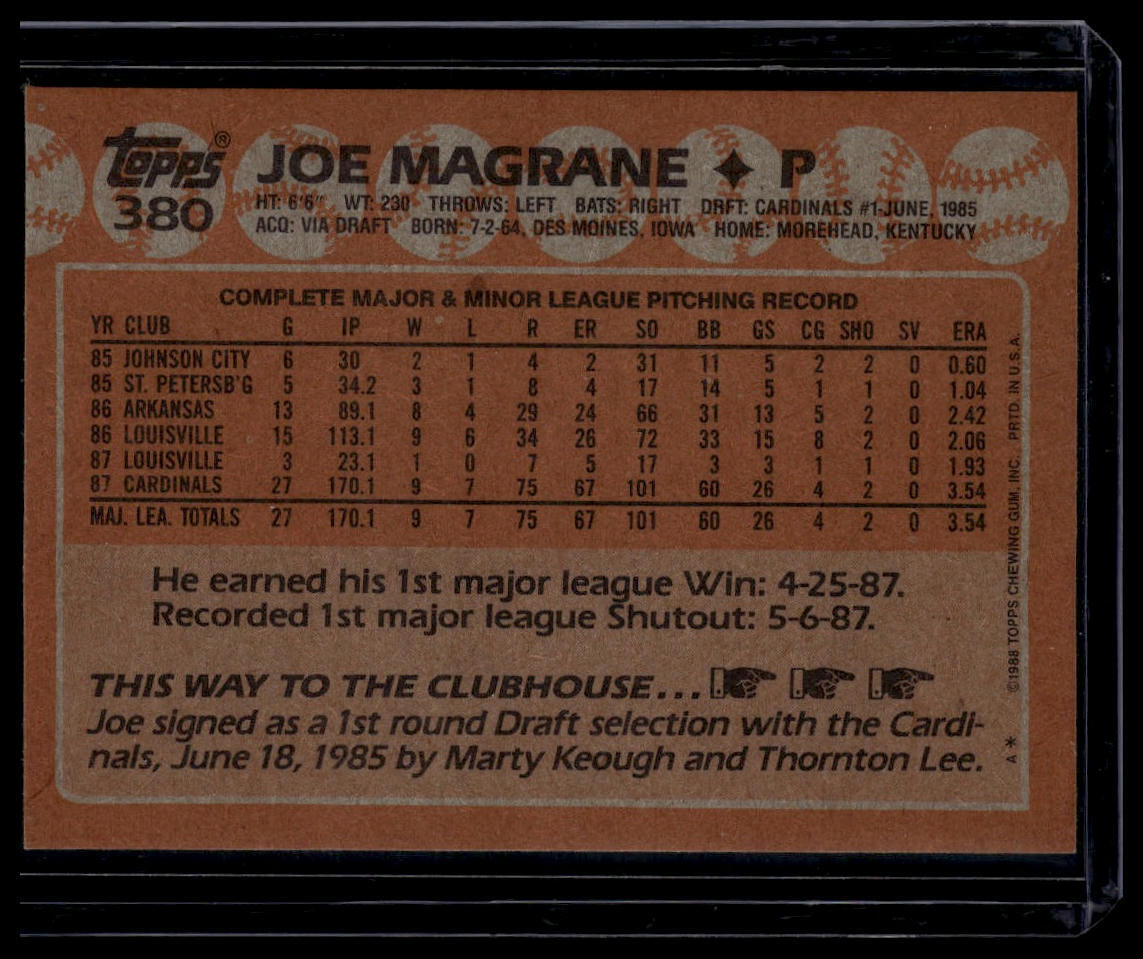 Topps® JOE MAGRANE ✦ P
380 HT: 6'6" WT: 230 THROWS: LEFT BATS: RIGHT DRFT: CARDINALS #1-JUNE, 1985
ACQ: VIA DRAFT BORN: 7-2-64, DES MOINES, IOWA HOME: MOREHEAD, KENTUCKY
COMPLETE MAJOR & MINOR LEAGUE PITCHING RECORD
YR CLUB G IP W L R ER SO BB GS CG SHO SV ERA
85 JOHNSON CITY 6 30 2 1 4 2 31 11 5 2 2 0 0.60
85 ST. PETERSB'G 5 34.2 3 1 8 4 17 14 5 1 1 0 1.04
86 ARKANSAS 13 89.1 8 4 29 24 66 31 13 5 2 0 2.42
86 LOUISVILLE 15 113.1 9 6 34 26 72 33 15 8 2 0 2.06
87 LOUISVILLE 3 23.1 1 0 7 5 17 3 3 1 1 0 1.93
87 CARDINALS 27 170.1 9 7 75 67 101 60 26 4 2 0 3.54
MAJ. LEA. TOTALS 27 170.1 9 7 75 67 101 60 26 4 2 0 3.54
He earned his 1st major league Win: 4-25-87.
Recorded 1st major league Shutout: 5-6-87.
THIS WAY TO THE CLUBHOUSE...
Joe signed as a 1st round Draft selection with the Cardi-
nals, June 18, 1985 by Marty Keough and Thornton Lee.
A* ©1988 TOPPS CHEWING GUM, INC. PRTD. IN U.S.A.